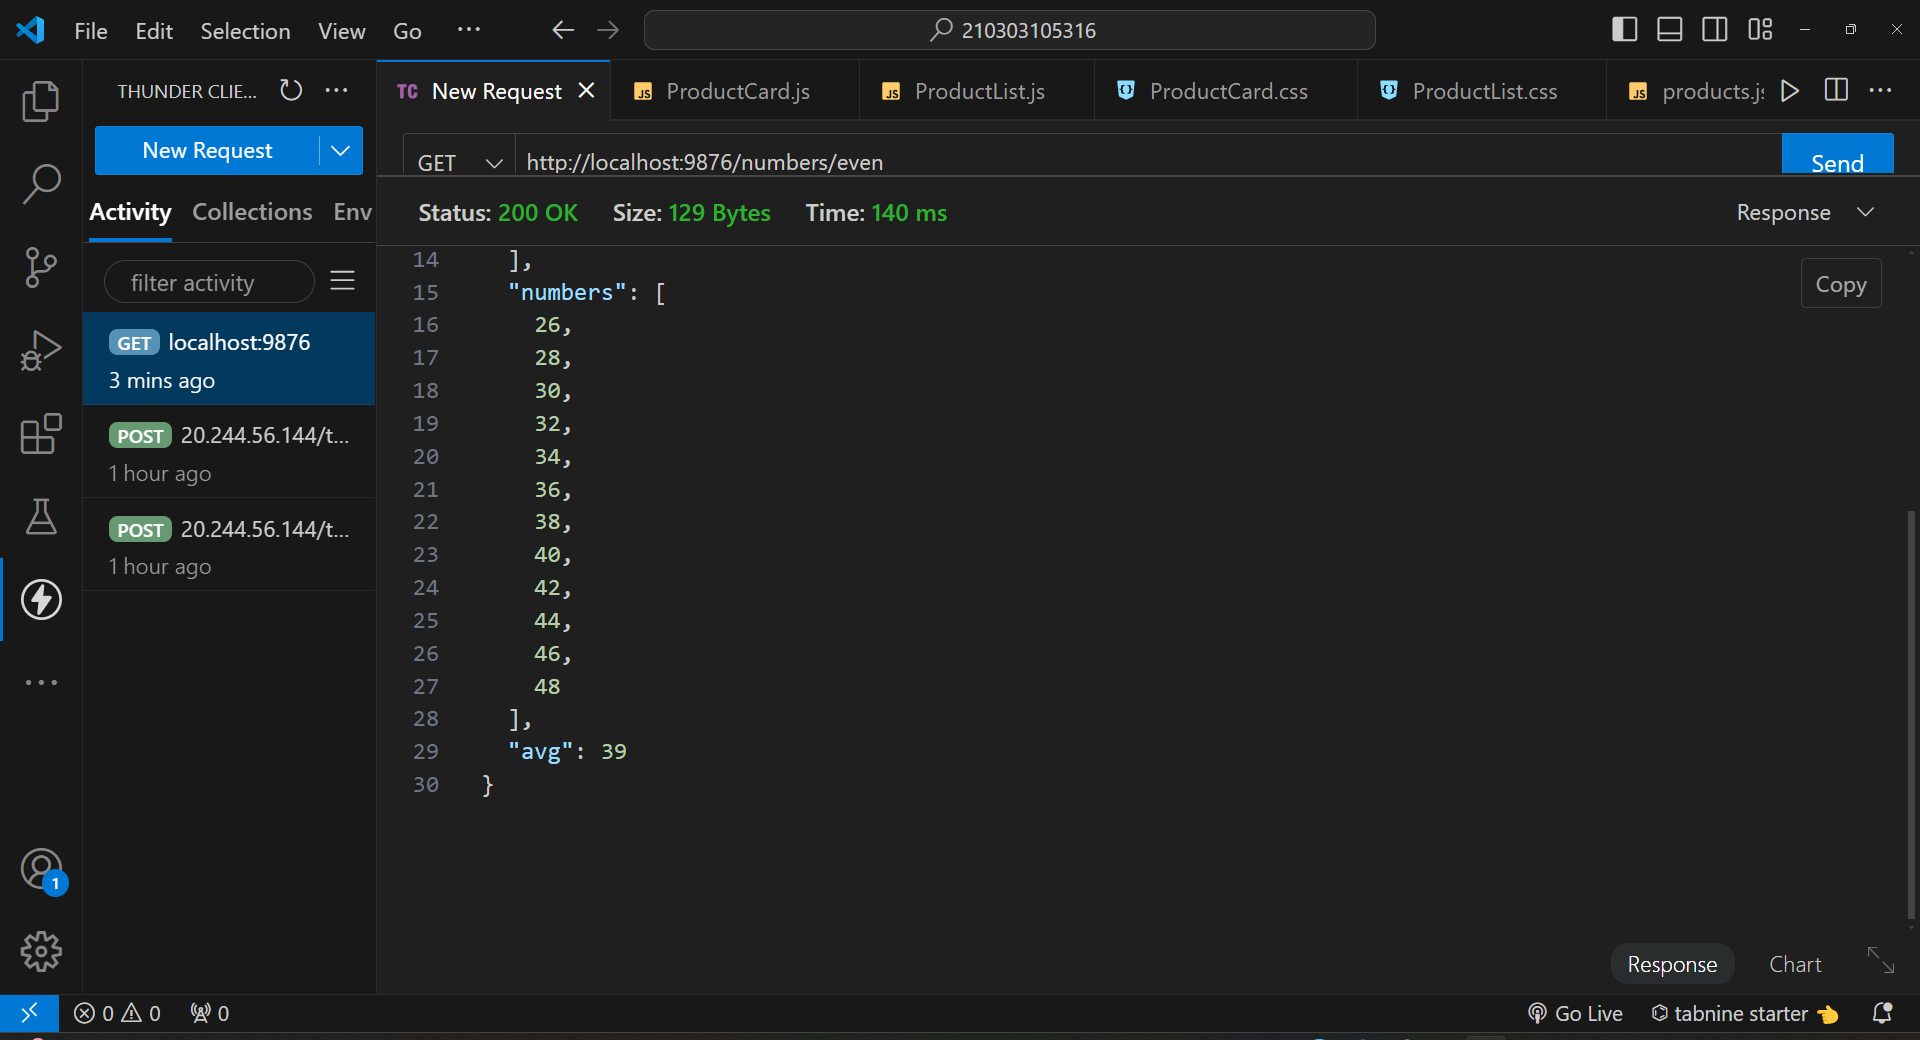 File Edit Selection View Go ··· 210303105316
THUNDER CLIE... ···
New Request
Activity Collections Env
filter activity
GET localhost:9876
3 mins ago
POST 20.244.56.144/t...
1 hour ago
POST 20.244.56.144/t...
1 hour ago
TC New Request JS ProductCard.js JS ProductList.js ProductCard.css ProductList.css JS products.js ···
GET http://localhost:9876/numbers/even Send
Status: 200 OK Size: 129 Bytes Time: 140 ms Response
Copy
14 ],
15 "numbers": [
16 26,
17 28,
18 30,
19 32,
20 34,
21 36,
22 38,
23 40,
24 42,
25 44,
26 46,
27 48
28 ],
29 "avg": 39
30 }
Response Chart
1
0 0 0 Go Live tabnine starter